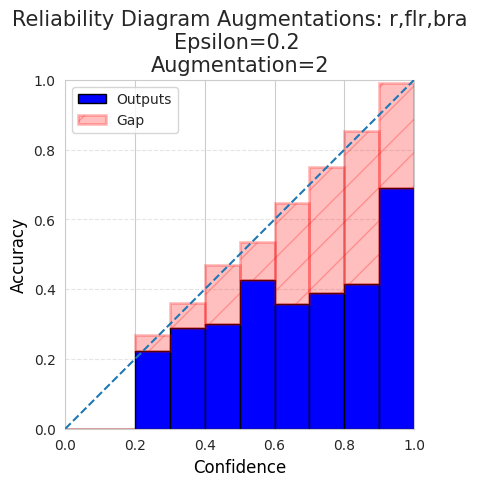 Reliability Diagram Augmentations: r,flr,bra
Epsilon=0.2
Augmentation=2
1.0
Outputs
Gap
0.8
0.6
0.4
0.2
0.0
Accuracy
0.0 0.2 0.4 0.6 0.8 1.0
Confidence